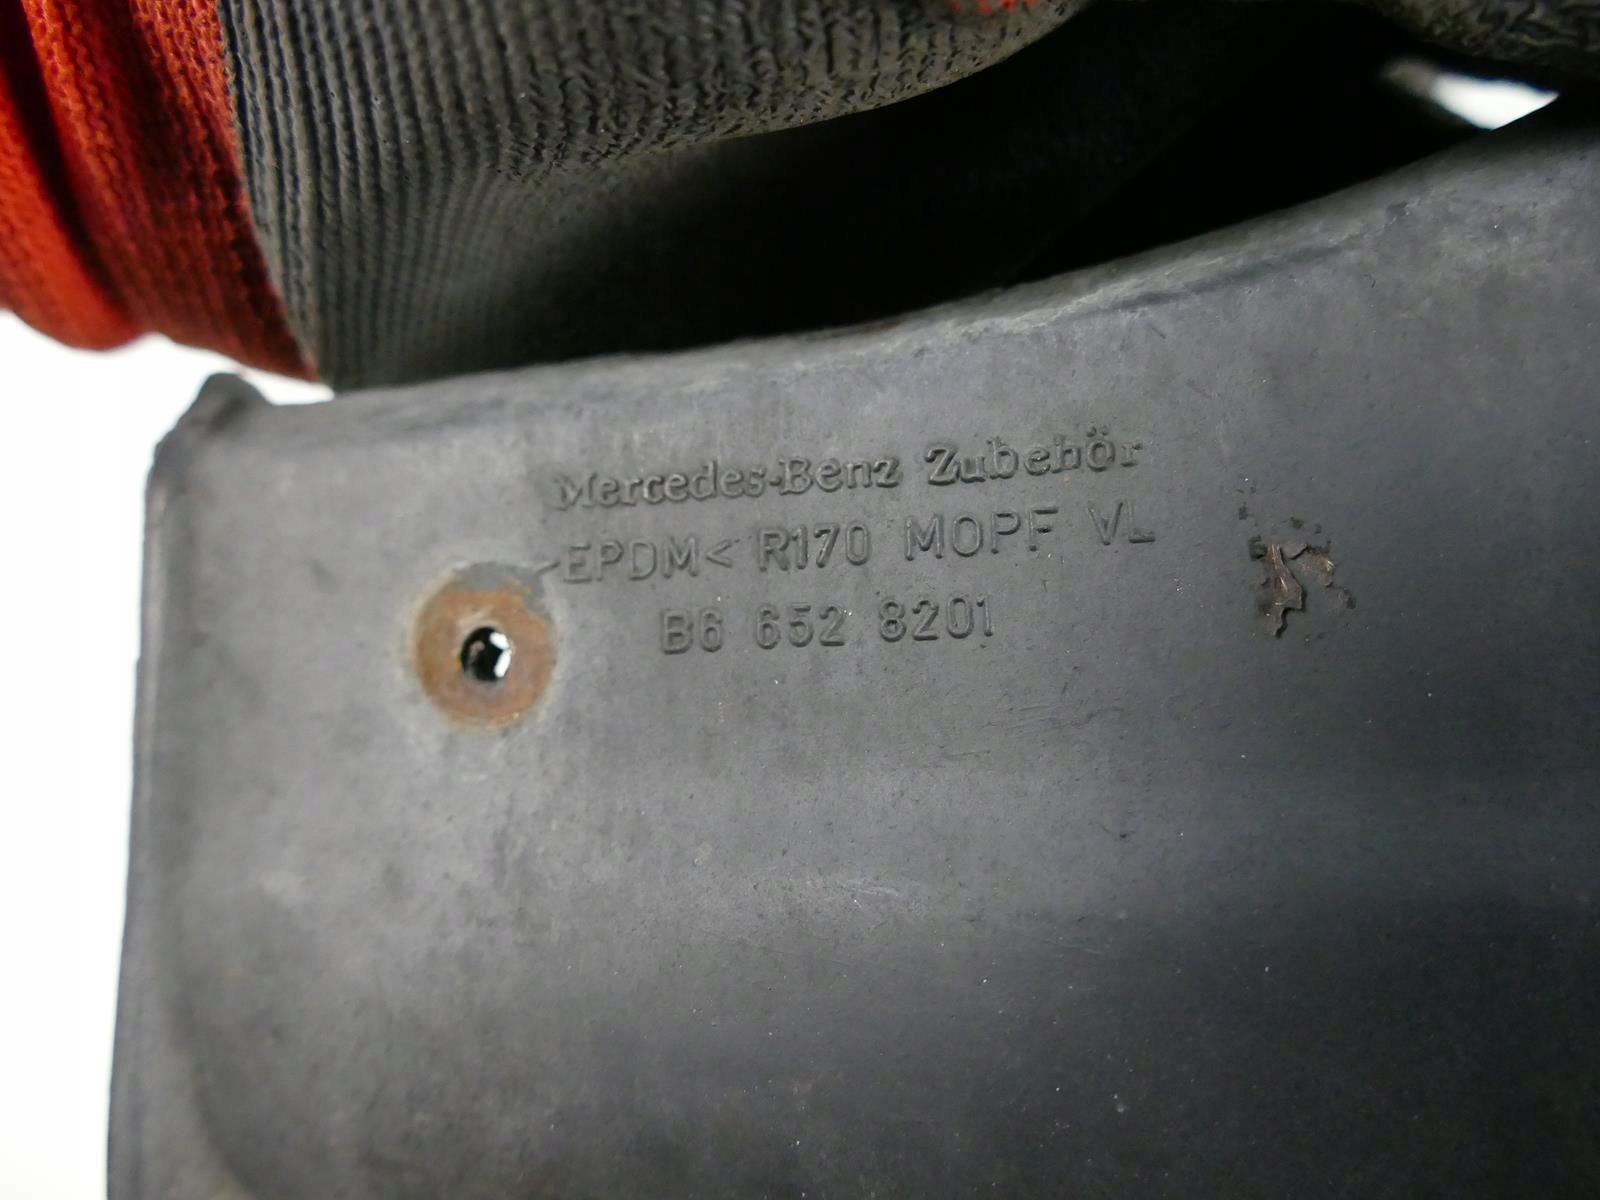 Mercedes-Benz Zubehör
>EPDM< R170 MOPF VL
B6 652 8201